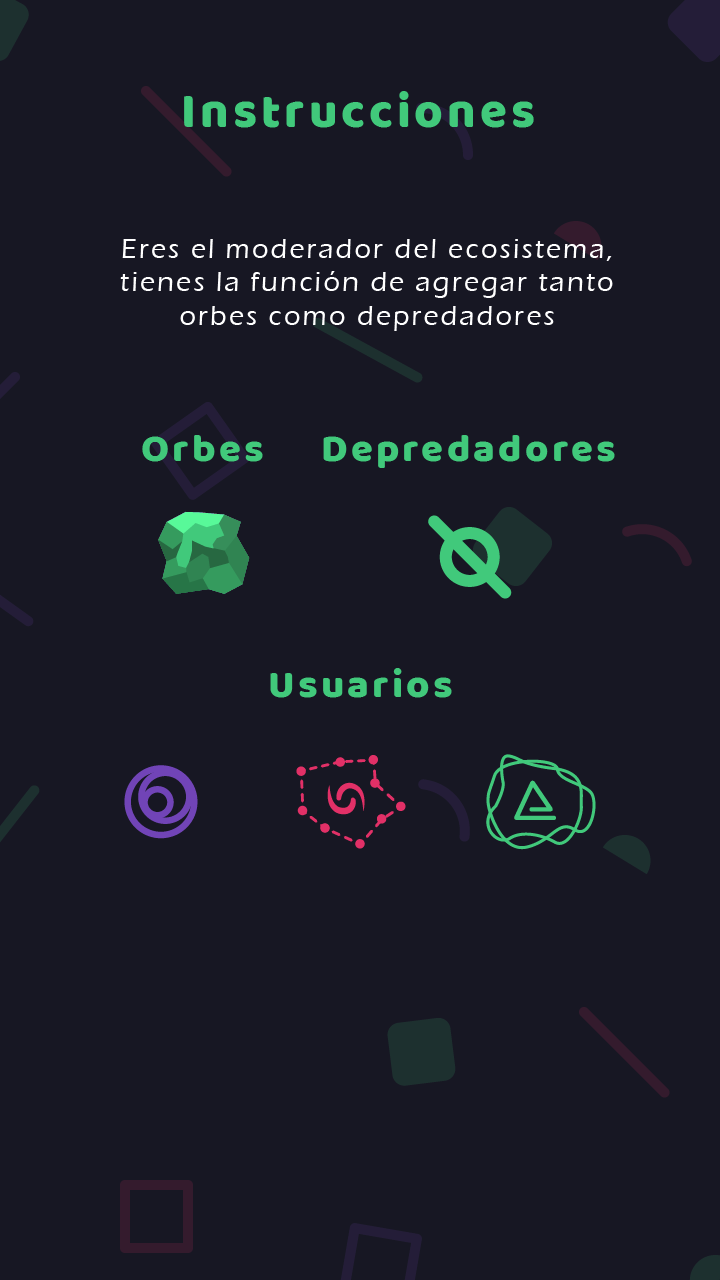 Instrucciones
Eres el moderador del ecosistema,
tienes la función de agregar tanto
orbes como depredadores
Orbes
Depredadores
Usuarios